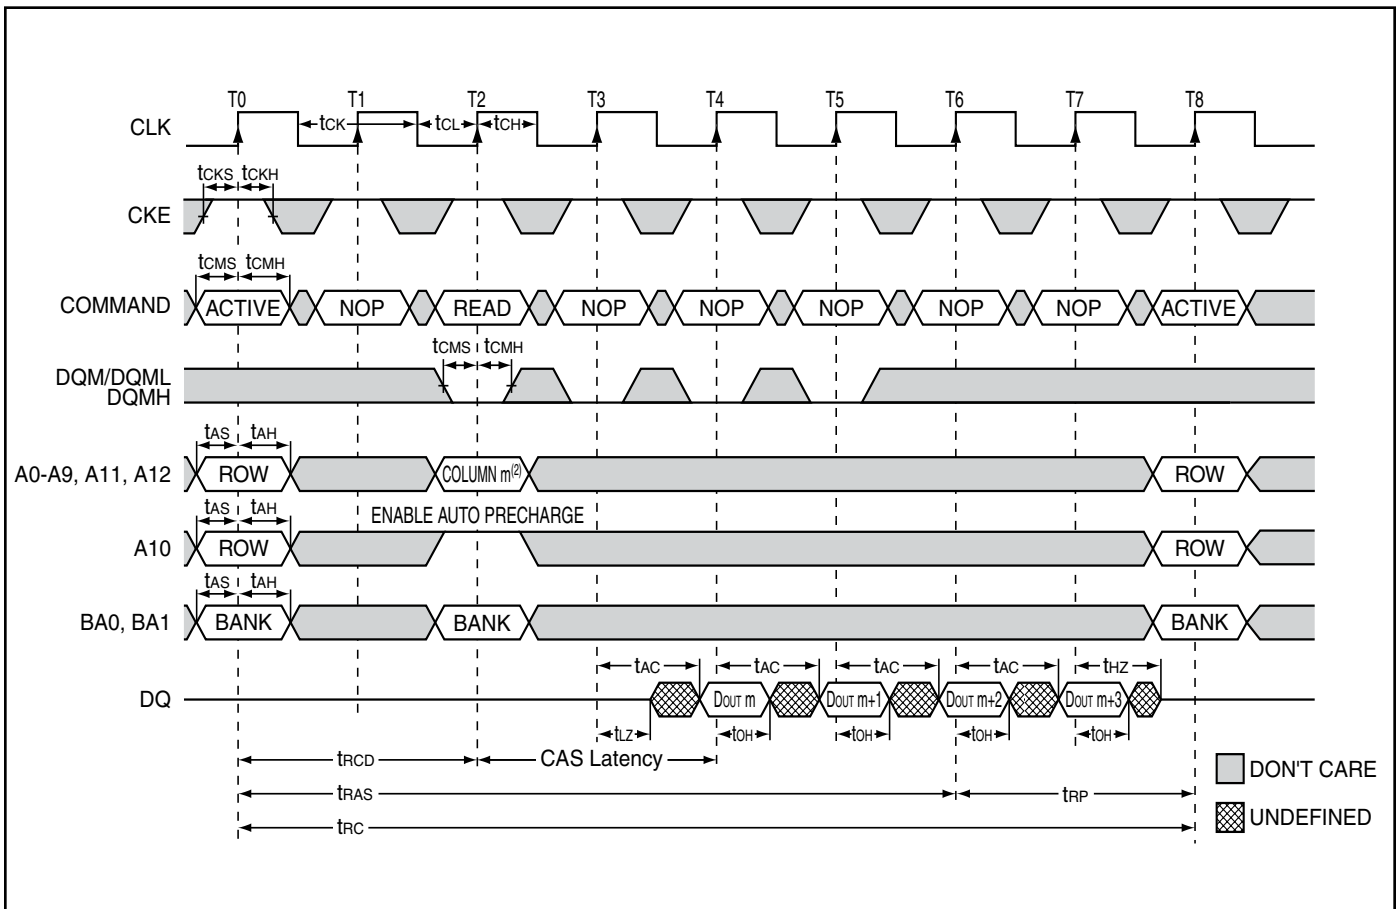 T0 T1 T2 T3 T4 T5 T6 T7 T8
CLK tCK tCL tCH
tCKS tCKH
CKE
tCMS tCMH
COMMAND ACTIVE NOP READ NOP NOP NOP NOP NOP ACTIVE
tCMS tCMH
DQM/DQML
DQMH
tAS tAH
A0-A9, A11, A12 ROW COLUMN m(2) ROW
tAS tAH ENABLE AUTO PRECHARGE
A10 ROW ROW
tAS tAH
BA0, BA1 BANK BANK BANK
tAC tAC tAC tAC tHZ
DQ DOUT m DOUT m+1 DOUT m+2 DOUT m+3
tLZ tOH tOH tOH tOH
tRCD CAS Latency
DON'T CARE
tRAS tRP
UNDEFINED
tRC